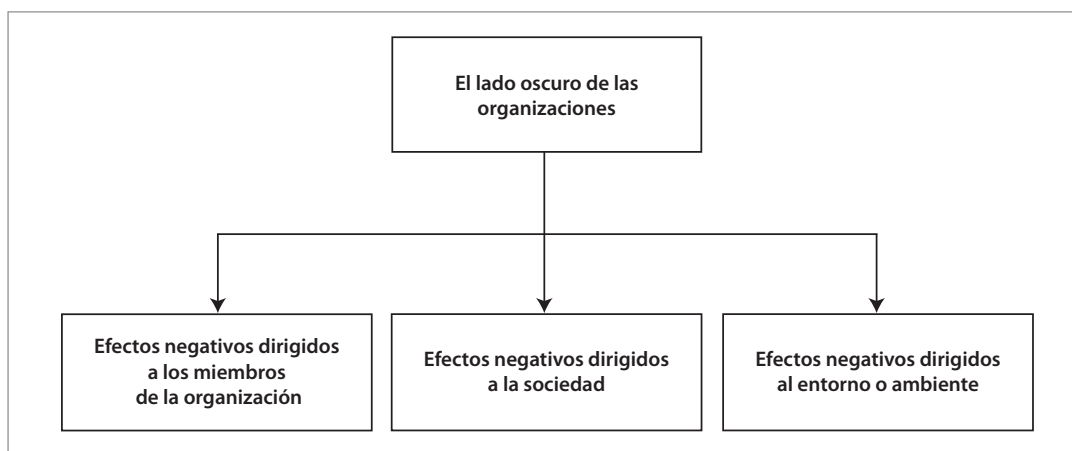 El lado oscuro de las
organizaciones
Efectos negativos dirigidos
a los miembros
de la organización
Efectos negativos dirigidos
a la sociedad
Efectos negativos dirigidos
al entorno o ambiente